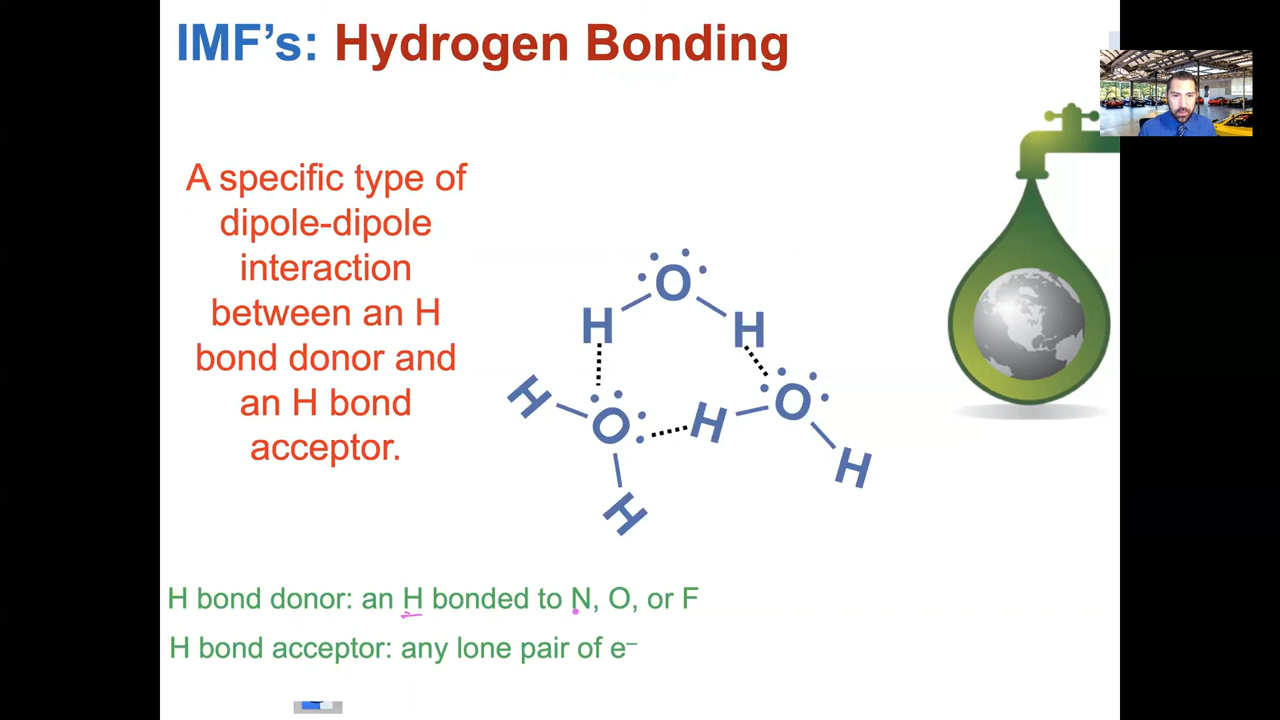 IMF’s: Hydrogen Bonding
A specific type of
dipole-dipole
interaction
between an H
bond donor and
an H bond
acceptor.
O
H
H
H
O
H
O
H
H
H bond donor: an H bonded to N, O, or F
H bond acceptor: any lone pair of e⁻